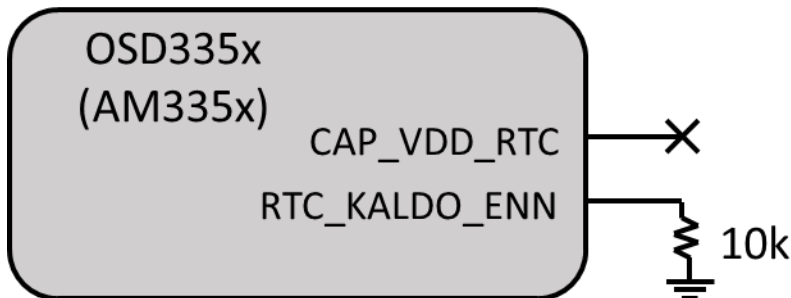 OSD335x
(AM335x)
CAP_VDD_RTC
RTC_KALDO_ENN
10k